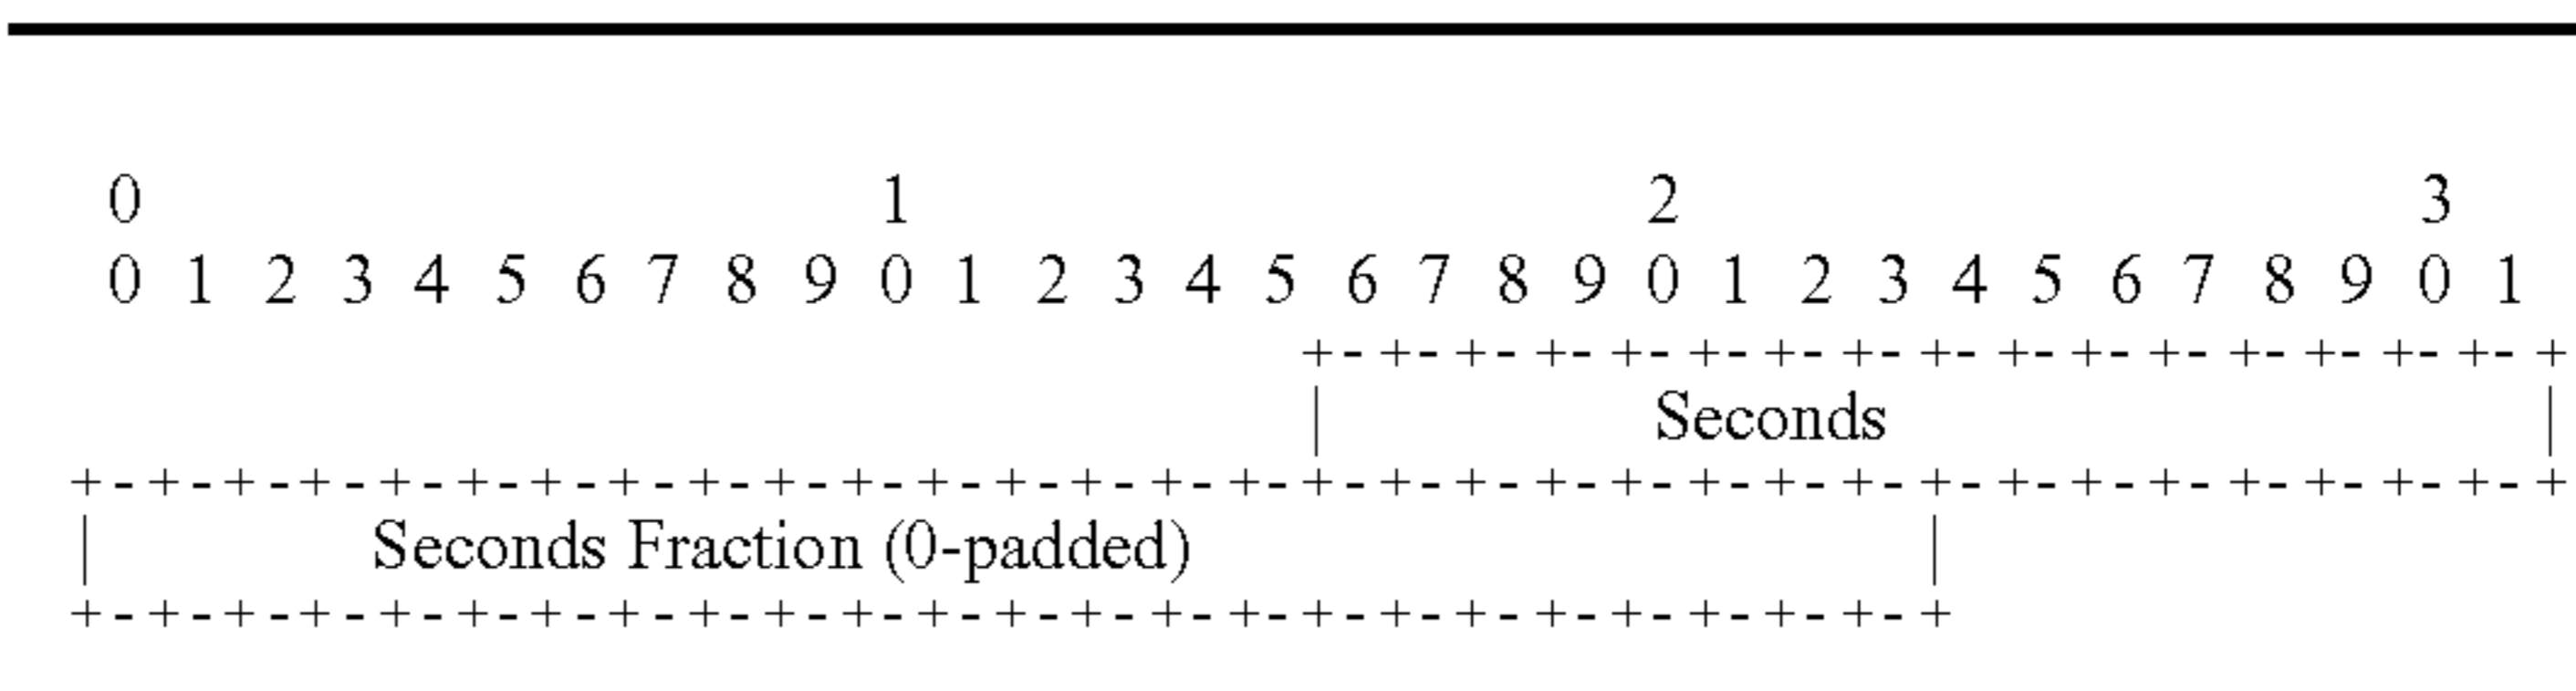 0 1 2 3
0 1 2 3 4 5 6 7 8 9 0 1 2 3 4 5 6 7 8 9 0 1 2 3 4 5 6 7 8 9 0 1
+-+-+-+-+-+-+-+-+-+-+-+-+-+-+-+-+
| Seconds |
+-+-+-+-+-+-+-+-+-+-+-+-+-+-+-+-+-+-+-+-+-+-+-+-+-+-+-+-+-+-+-+-+
| Seconds Fraction (0-padded) |
+-+-+-+-+-+-+-+-+-+-+-+-+-+-+-+-+-+-+-+-+-+-+-+-+